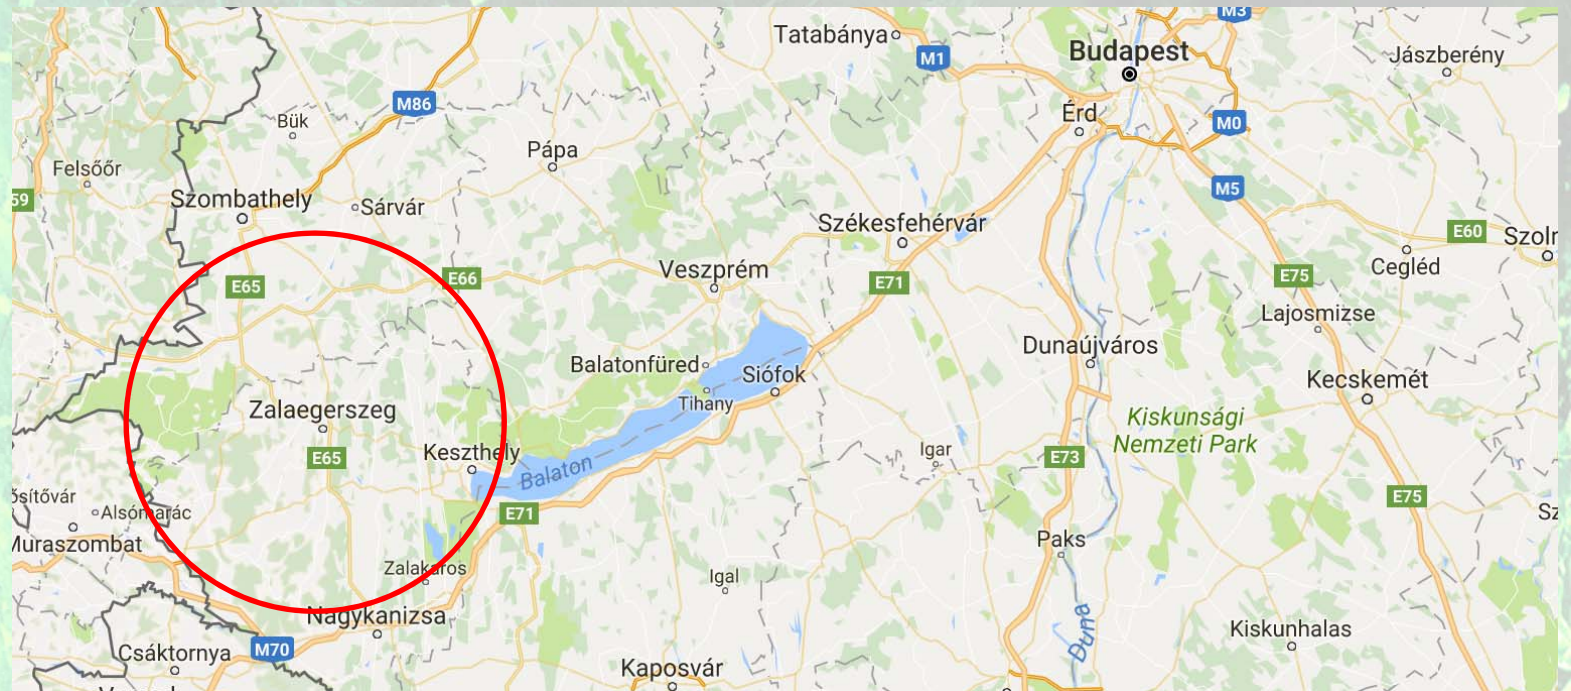 M3
Tatabánya
Budapest
M1
Jászberény
M86
Érd
Bük
M0
Pápa
Felsőőr
M5
59
Szombathely
Sárvár
Székesfehérvár
E60
Veszprém
Cegléd
E66
E65
E71
E75
Lajosmizse
Dunaújváros
Balatonfüred
Siófok
Kecskemét
Tihany
Zalaegerszeg
Kiskunsági
Nemzeti Park
Keszthely
Igar
E65
E73
Balaton
E75
Alsómarác
E71
Paks
Muraszombat
Zalakaros
Igal
Nagykanizsa
Duna
Kiskunhalas
Csáktornya
M70
Kaposvár